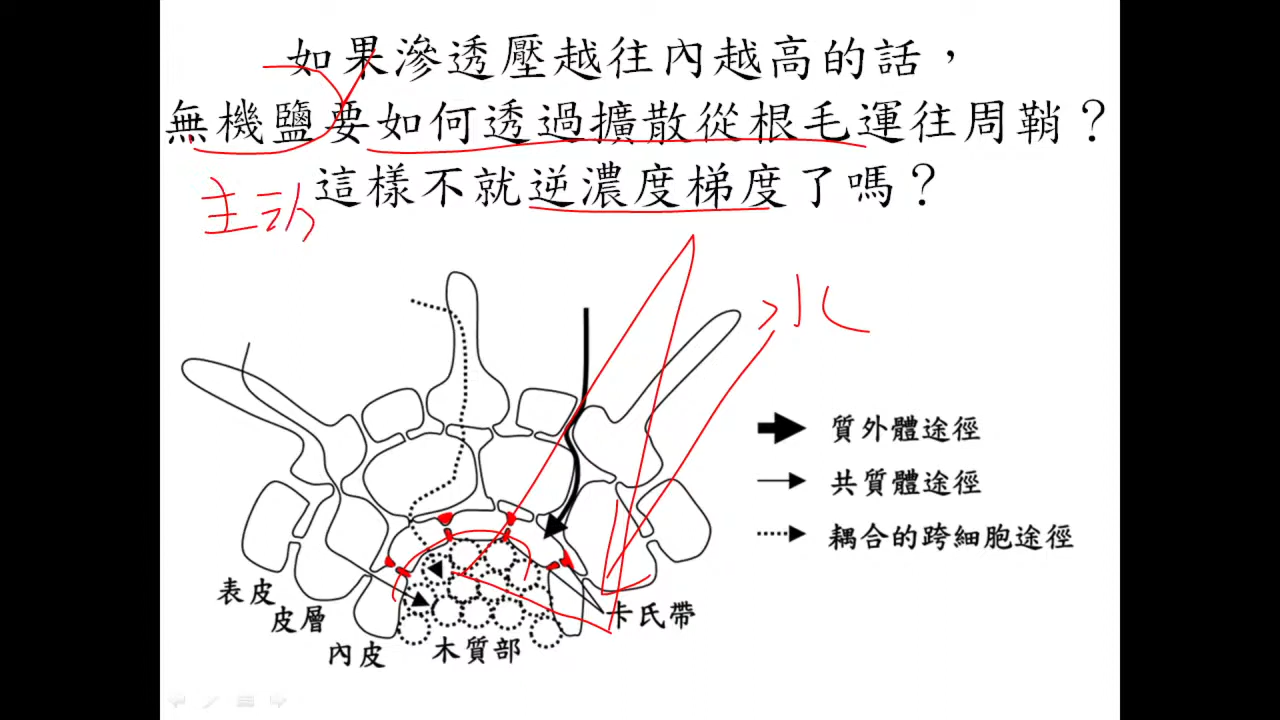 如果滲透壓越往內越高的話，
無機鹽要如何透過擴散從根毛運往周鞘？
這樣不就逆濃度梯度了嗎？
主動
水
質外體途徑
共質體途徑
耦合的跨細胞途徑
表皮
皮層
內皮
木質部
卡氏帶